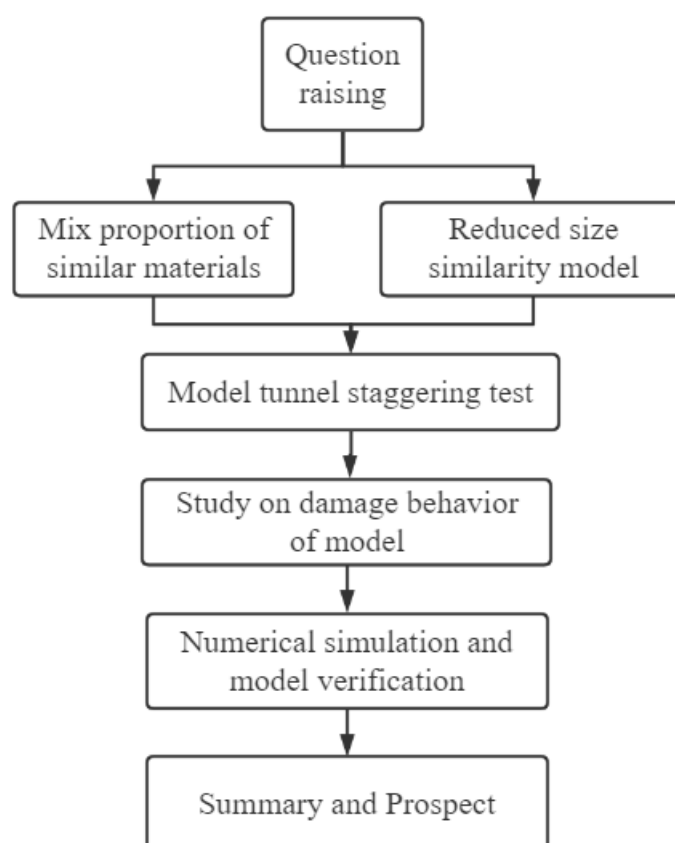 Question
raising
Mix proportion of
similar materials
Reduced size
similarity model
Model tunnel staggering test
Study on damage behavior
of model
Numerical simulation and
model verification
Summary and Prospect